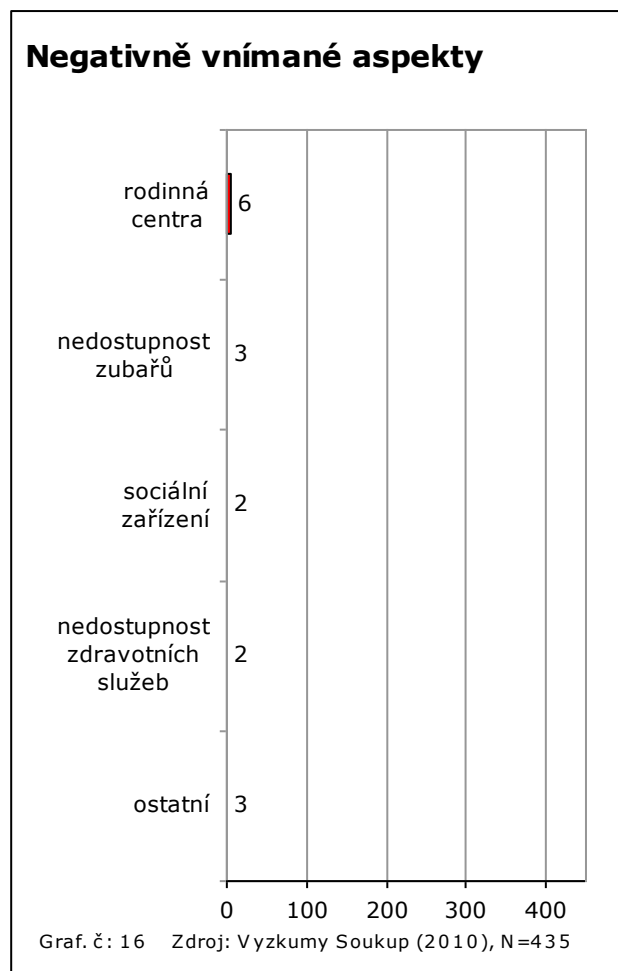 Negativně vnímané aspekty
rodinná
centra
6
nedostupnost
zubařů
3
sociální
zařízení
2
nedostupnost
zdravotních
služeb
2
ostatní
3
0 100 200 300 400
Graf. č: 16 Zdroj: Vyzkumy Soukup (2010), N=435